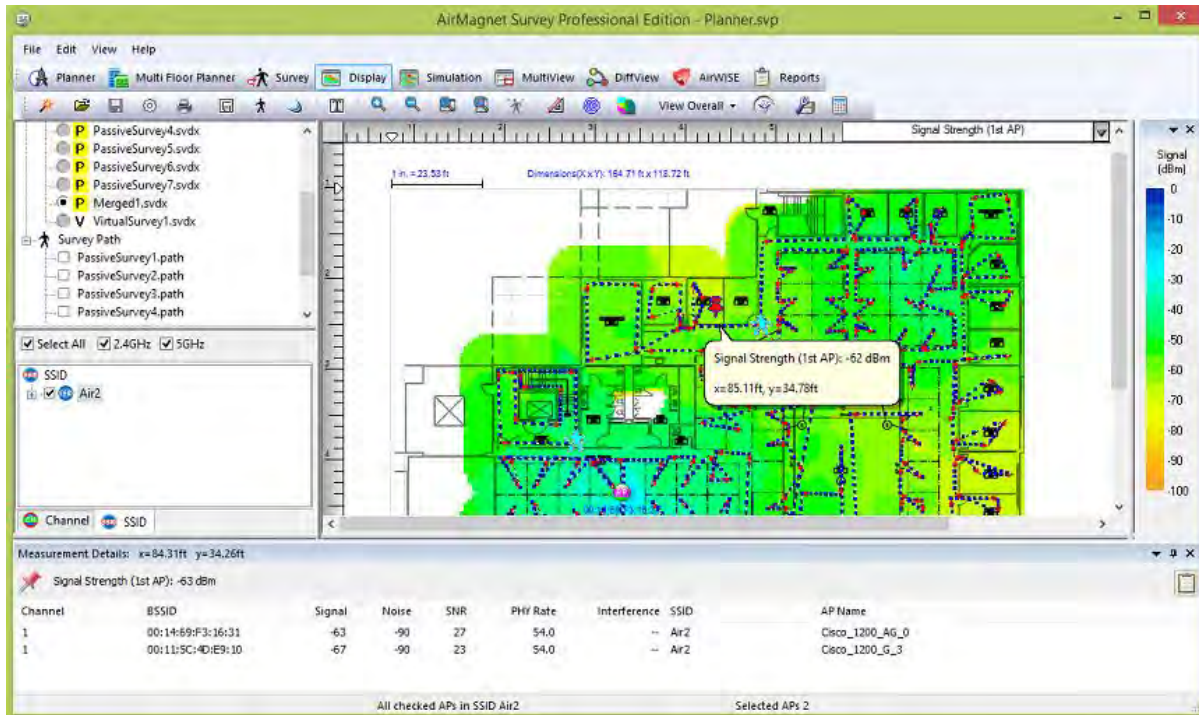 AirMagnet Survey Professional Edition - Planner.svp
File Edit View Help
Planner Multi Floor Planner Survey Display Simulation MultiView DiffView AirWISE Reports
View Overall
P PassiveSurvey4.svdx
P PassiveSurvey5.svdx
P PassiveSurvey6.svdx
P PassiveSurvey7.svdx
P Merged1.svdx
V VirtualSurvey1.svdx
Survey Path
PassiveSurvey1.path
PassiveSurvey2.path
PassiveSurvey3.path
PassiveSurvey4.path
Select All 2.4GHz 5GHz
SSID
Air2
Channel SSID
Signal Strength (1st AP)
1 in. = 23.53 ft Dimensions(X x Y): 164.71 ft x 118.72 ft
Signal Strength (1st AP): -62 dBm
x=85.11ft, y=34.78ft
Signal
(dBm)
0
-10
-20
-30
-40
-50
-60
-70
-80
-90
-100
Measurement Details: x=84.31ft y=34.26ft
Signal Strength (1st AP): -63 dBm
Channel BSSID Signal Noise SNR PHY Rate Interference SSID AP Name
1 00:14:69:F3:16:31 -63 -90 27 54.0 -- Air2 Cisco_1200_AG_0
1 00:11:5C:4D:E9:10 -67 -90 23 54.0 -- Air2 Cisco_1200_G_3
All checked APs in SSID Air2 Selected APs 2